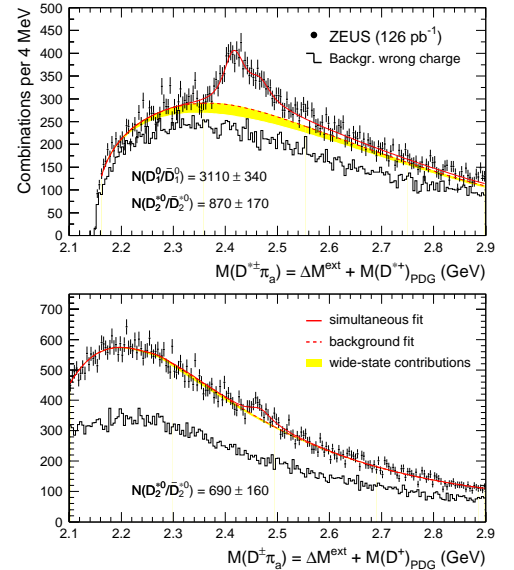 Combinations per 4 MeV
500
450
400
350
300
250
200
150
100
50
0
ZEUS (126 pb⁻¹)
Backgr. wrong charge
N(D₁⁰/D̄₁⁰) = 3110 ± 340
N(D₂*⁰/D̄₂*⁰) = 870 ± 170
2.1 2.2 2.3 2.4 2.5 2.6 2.7 2.8 2.9
M(D*±πₐ) = ΔMᵉˣᵗ + M(D*⁺)PDG (GeV)
700
600
500
400
300
200
100
0
simultaneous fit
background fit
wide-state contributions
N(D₂*⁰/D̄₂*⁰) = 690 ± 160
2.1 2.2 2.3 2.4 2.5 2.6 2.7 2.8 2.9
M(D±πₐ) = ΔMᵉˣᵗ + M(D⁺)PDG (GeV)